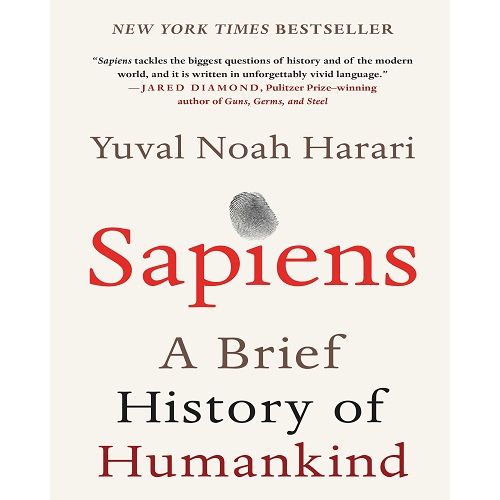 NEW YORK TIMES BESTSELLER
“Sapiens tackles the biggest questions of history and of the modern
world, and it is written in unforgettably vivid language.”
—JARED DIAMOND, Pulitzer Prize–winning
author of Guns, Germs, and Steel
Yuval Noah Harari
Sapiens
A Brief
History of
Humankind